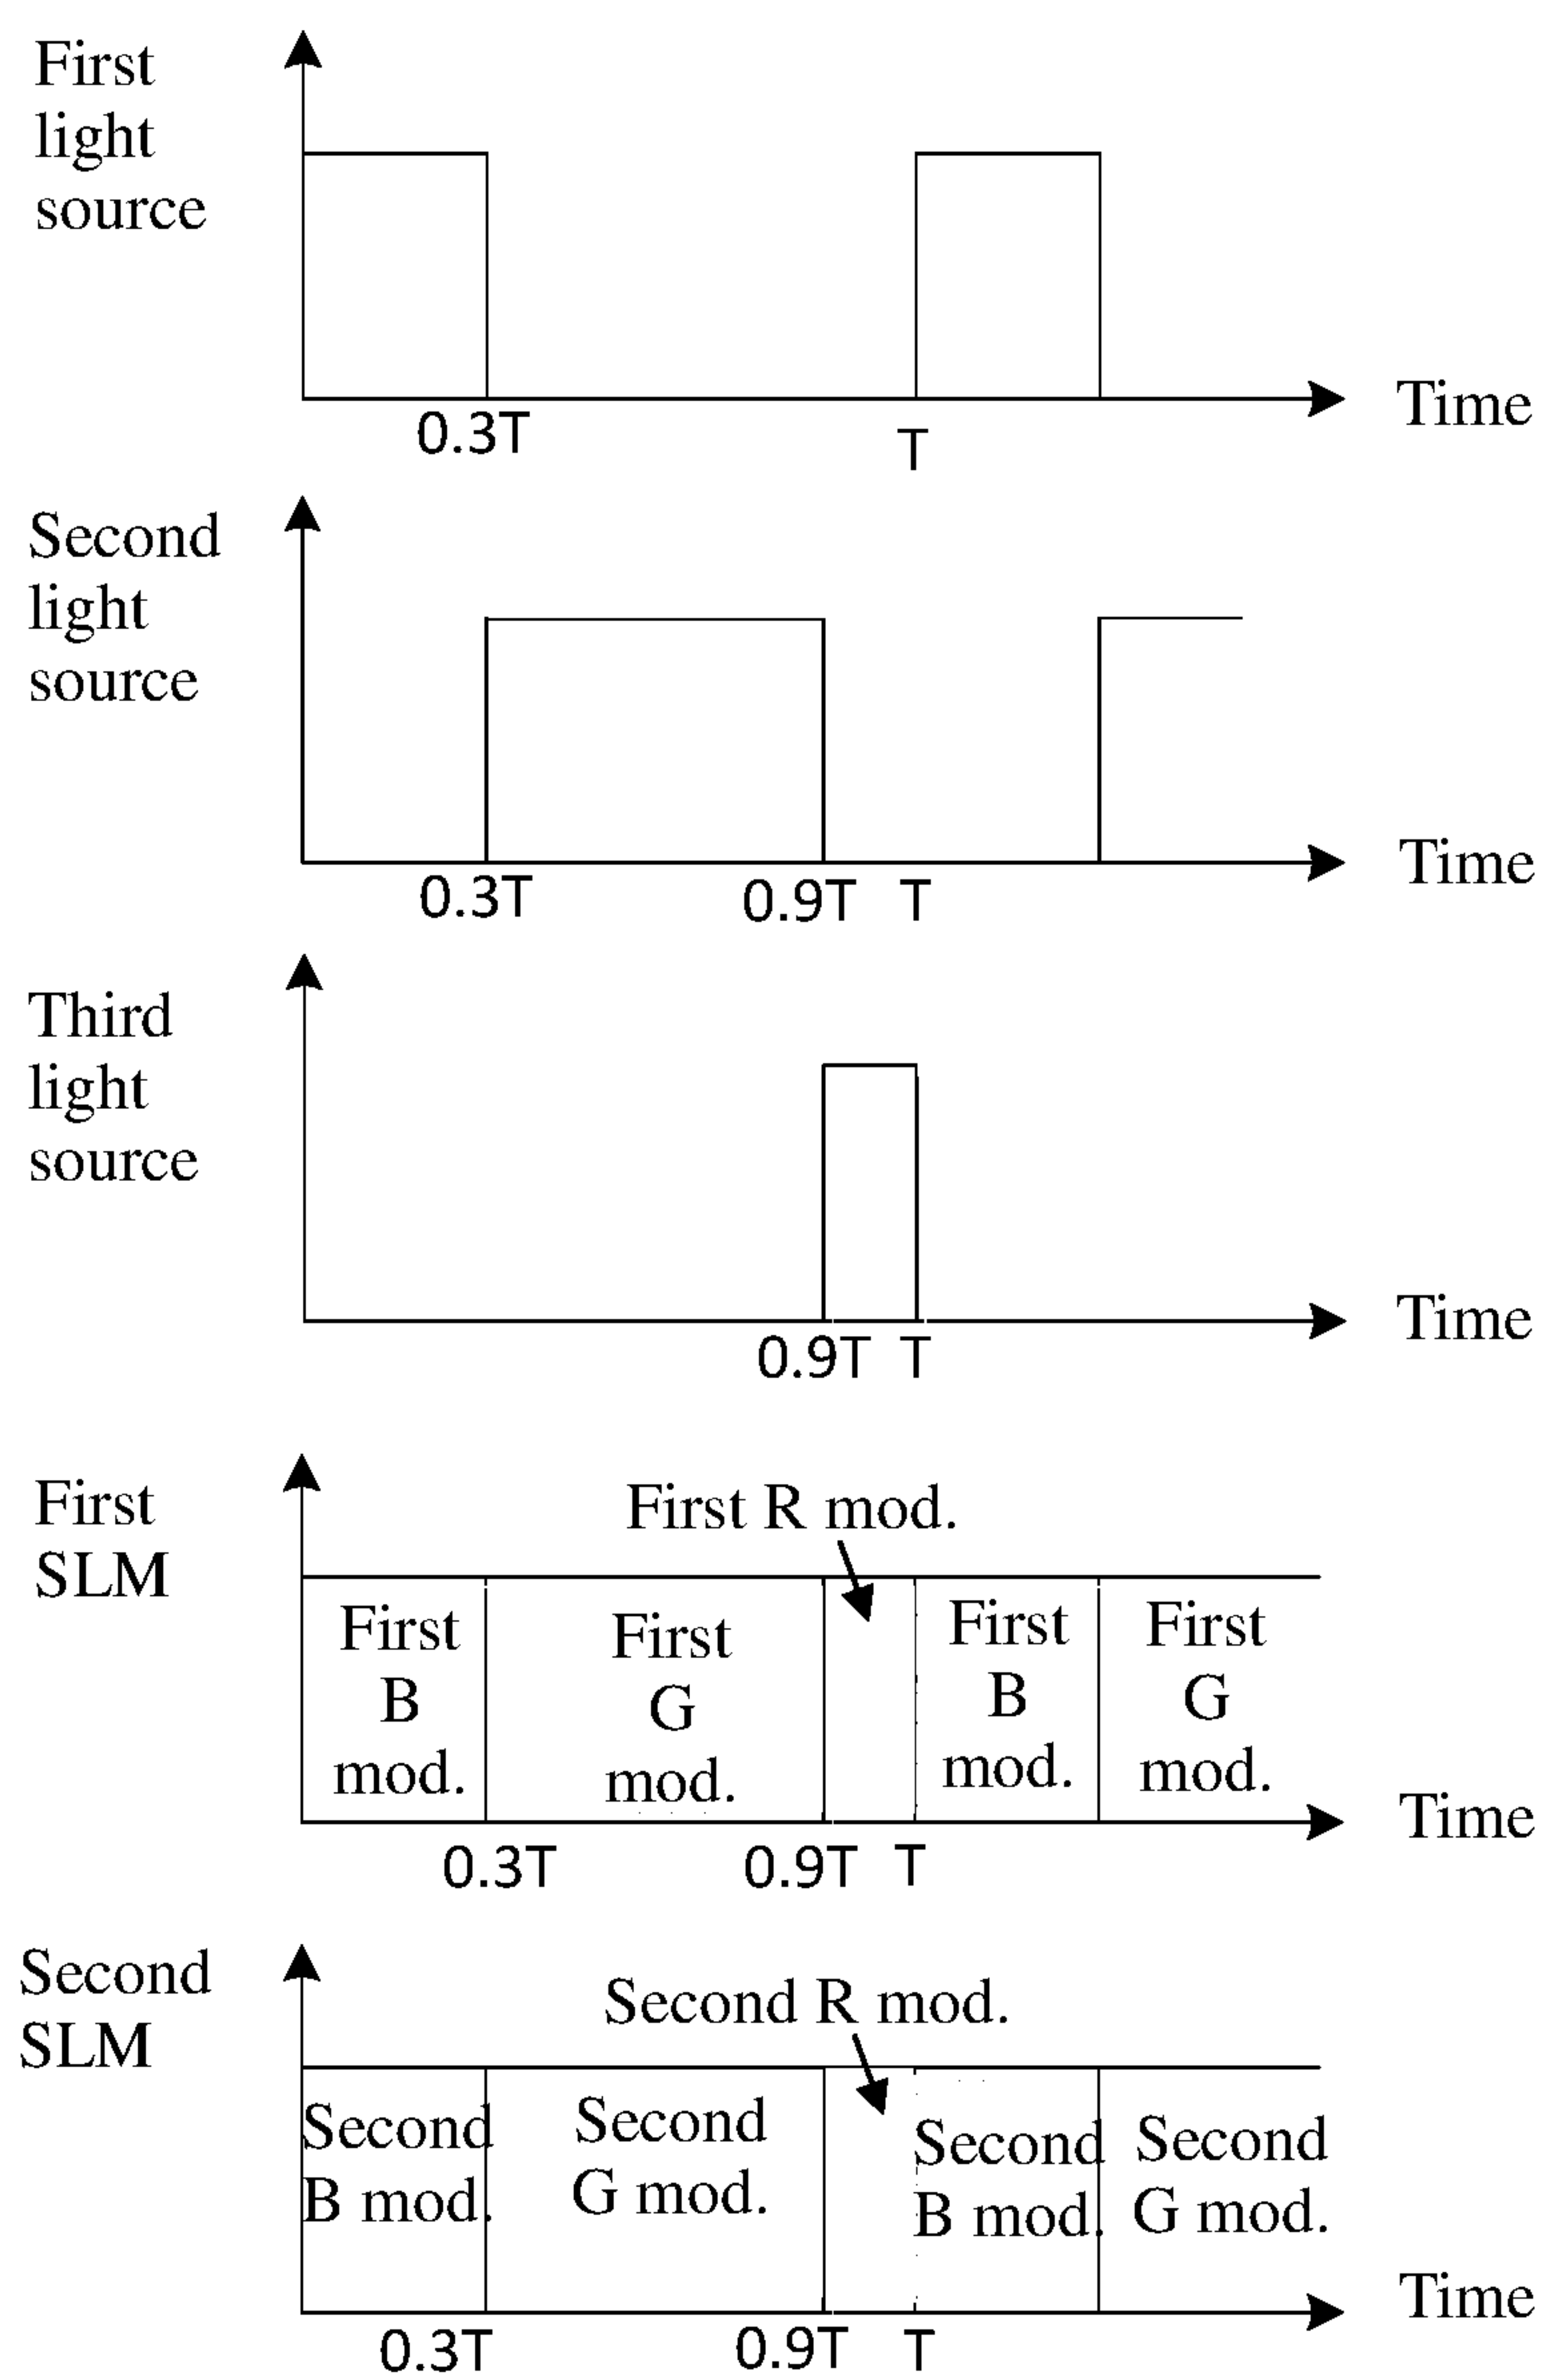 First
light
source
Time
0.3T
T
Second
light
source
Time
0.3T
0.9T
T
Third
light
source
Time
0.9T
T
First
SLM
First R mod.
First
B
mod.
First
G
mod.
First
B
mod.
First
G
mod.
Time
0.3T
0.9T
T
Second
SLM
Second R mod.
Second
B mod.
Second
G mod.
Second
B mod.
Second
G mod.
Time
0.3T
0.9T
T